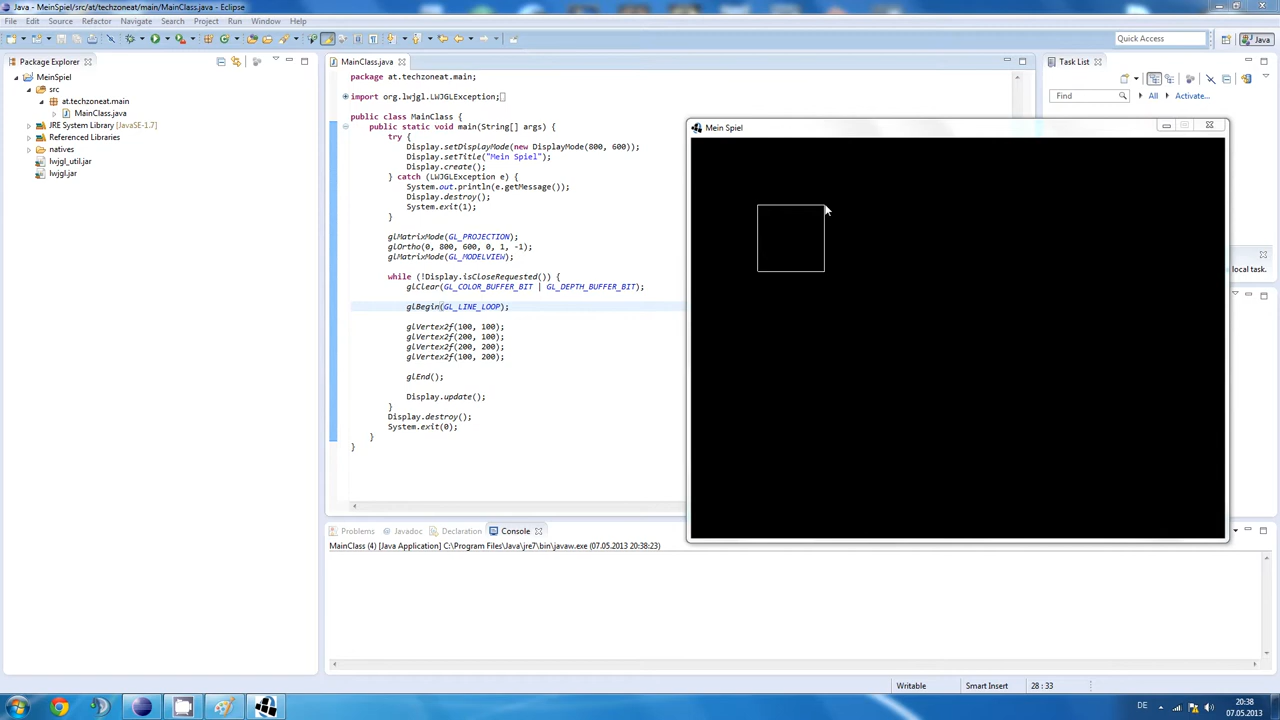 Java - MeinSpiel/src/at/techzoneat/main/MainClass.java - Eclipse
File Edit Source Refactor Navigate Search Project Run Window Help
Quick Access
Java
Package Explorer
MainClass.java
Task List
MeinSpiel
src
at.techzoneat.main
MainClass.java
JRE System Library [JavaSE-1.7]
Referenced Libraries
natives
lwjgl_util.jar
lwjgl.jar
Find
All
Activate...
package at.techzoneat.main;
import org.lwjgl.LWJGLException;
public class MainClass {
public static void main(String[] args) {
try {
Display.setDisplayMode(new DisplayMode(800, 600));
Display.setTitle("Mein Spiel");
Display.create();
} catch (LWJGLException e) {
System.out.println(e.getMessage());
Display.destroy();
System.exit(1);
}
glMatrixMode(GL_PROJECTION);
glOrtho(0, 800, 600, 0, 1, -1);
glMatrixMode(GL_MODELVIEW);
while (!Display.isCloseRequested()) {
glClear(GL_COLOR_BUFFER_BIT | GL_DEPTH_BUFFER_BIT);
glBegin(GL_LINE_LOOP);
glVertex2f(100, 100);
glVertex2f(200, 100);
glVertex2f(200, 200);
glVertex2f(100, 200);
glEnd();
Display.update();
}
Display.destroy();
System.exit(0);
}
}
Mein Spiel
local task.
Problems
Javadoc
Declaration
Console
MainClass (4) [Java Application] C:\Program Files\Java\jre7\bin\javaw.exe (07.05.2013 20:38:23)
Writable
Smart Insert
28 : 33
DE
20:38
07.05.2013